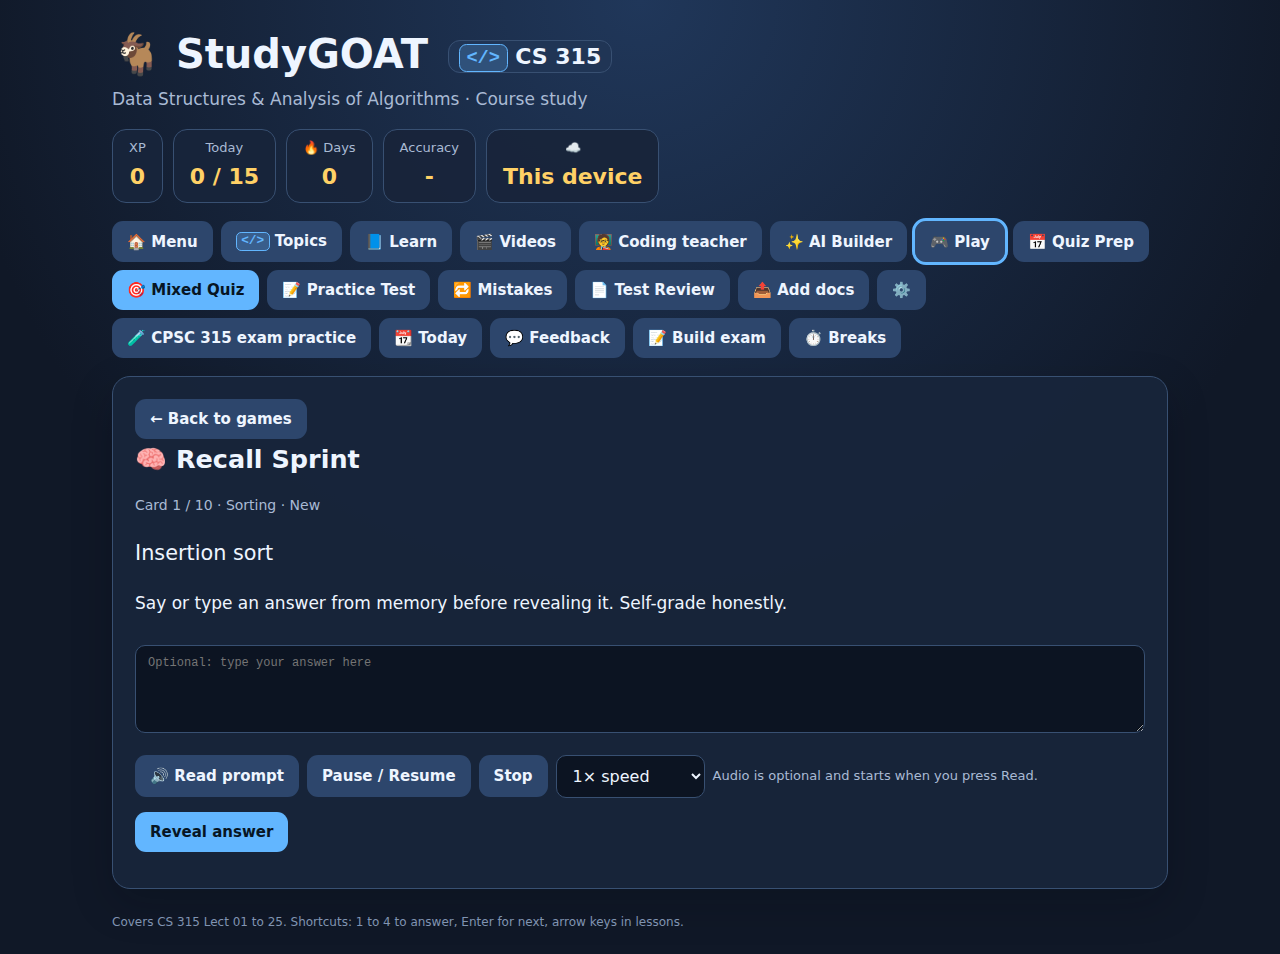 StudyGOAT </> CS 315
Data Structures & Analysis of Algorithms · Course study
XP
0
Today
0 / 15
🔥 Days
0
Accuracy
-
☁️
This device
🏠 Menu
</> Topics
📘 Learn
🎬 Videos
🧑‍🏫 Coding teacher
✨ AI Builder
🎮 Play
📅 Quiz Prep
🎯 Mixed Quiz
📝 Practice Test
🔁 Mistakes
📄 Test Review
📤 Add docs
⚙️
🧪 CPSC 315 exam practice
📆 Today
💬 Feedback
📝 Build exam
⏱️ Breaks
← Back to games
🧠 Recall Sprint
Card 1 / 10 · Sorting · New
Insertion sort
Say or type an answer from memory before revealing it. Self-grade honestly.
Optional: type your answer here
🔊 Read prompt
Pause / Resume
Stop
1× speed
Audio is optional and starts when you press Read.
Reveal answer
Covers CS 315 Lect 01 to 25. Shortcuts: 1 to 4 to answer, Enter for next, arrow keys in lessons.